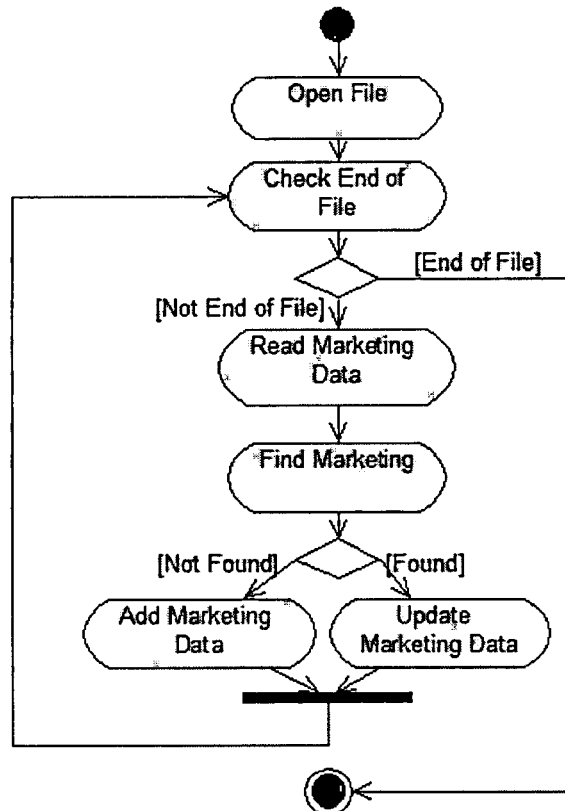 Open File
Check End of
File
[End of File]
[Not End of File]
Read Marketing
Data
Find Marketing
[Not Found]
[Found]
Add Marketing
Data
Update
Marketing Data